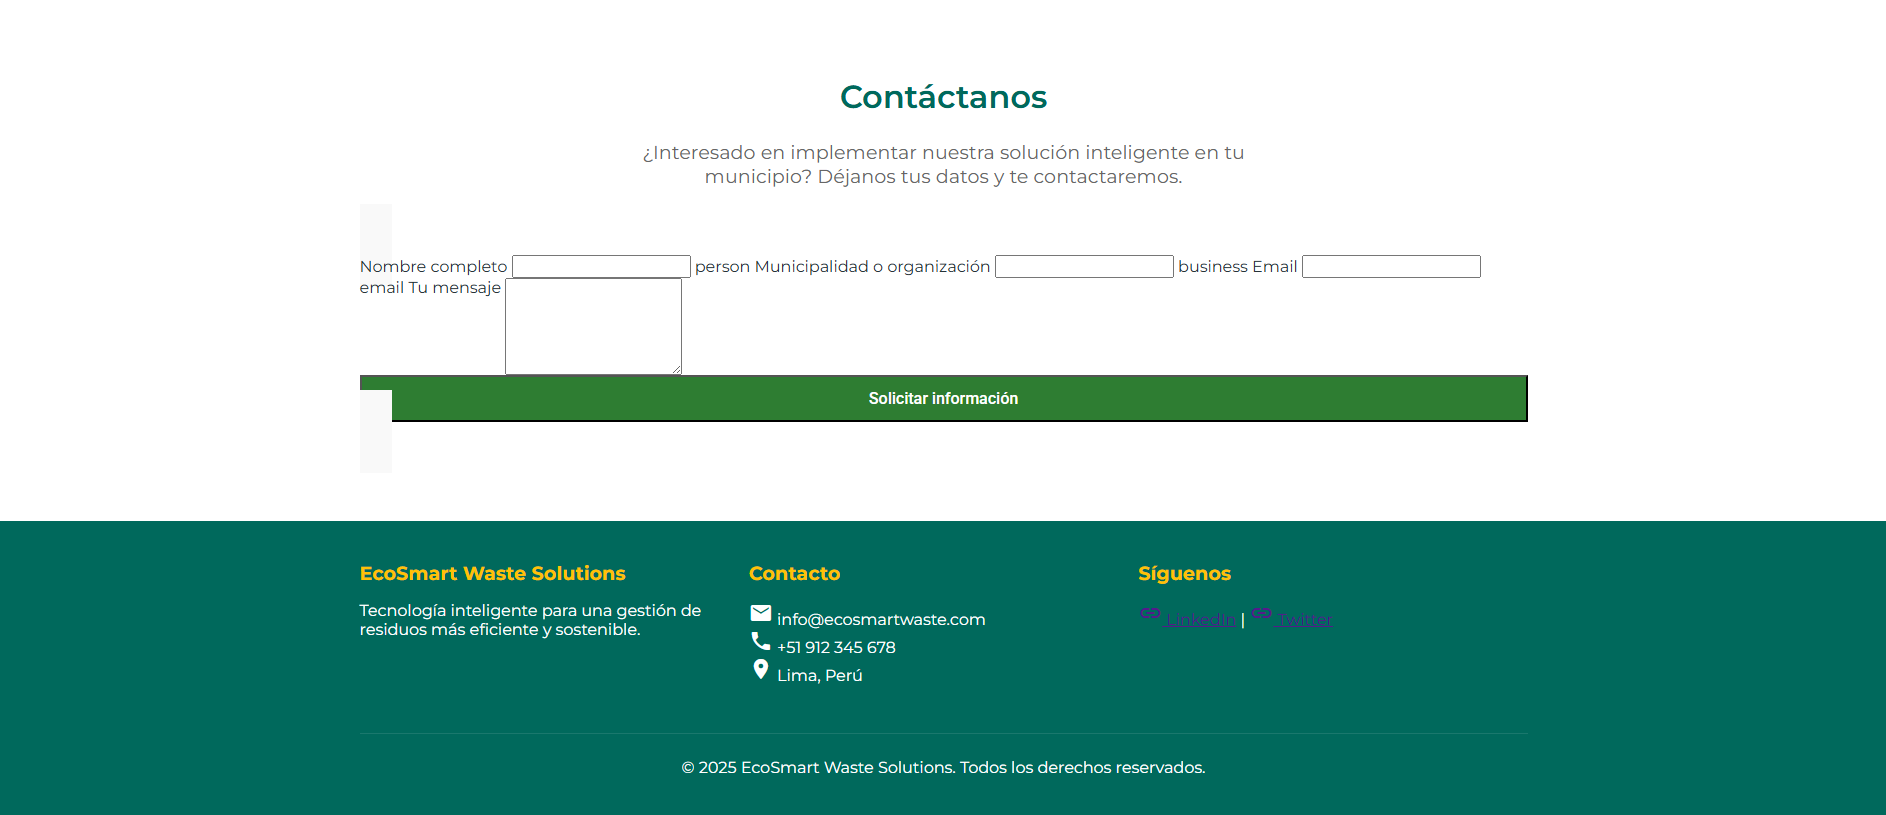 Contáctanos
¿Interesado en implementar nuestra solución inteligente en tu
municipio? Déjanos tus datos y te contactaremos.
Nombre completo person Municipalidad o organización business Email
email Tu mensaje
Solicitar información
EcoSmart Waste Solutions
Tecnología inteligente para una gestión de
residuos más eficiente y sostenible.
Contacto
info@ecosmartwaste.com
+51 912 345 678
Lima, Perú
Síguenos
LinkedIn | Twitter
© 2025 EcoSmart Waste Solutions. Todos los derechos reservados.